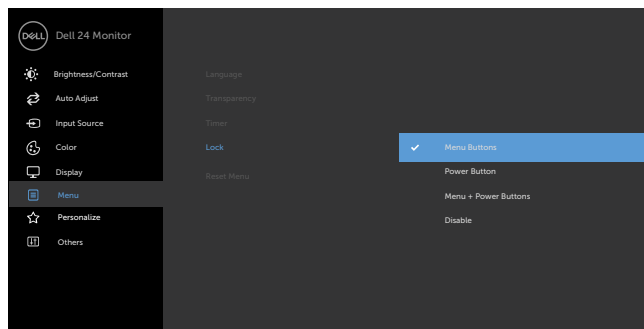 DELL
Dell 24 Monitor
Brightness/Contrast
Auto Adjust
Input Source
Color
Display
Menu
Personalize
Others
Language
Transparency
Timer
Lock
Reset Menu
Menu Buttons
Power Button
Menu + Power Buttons
Disable